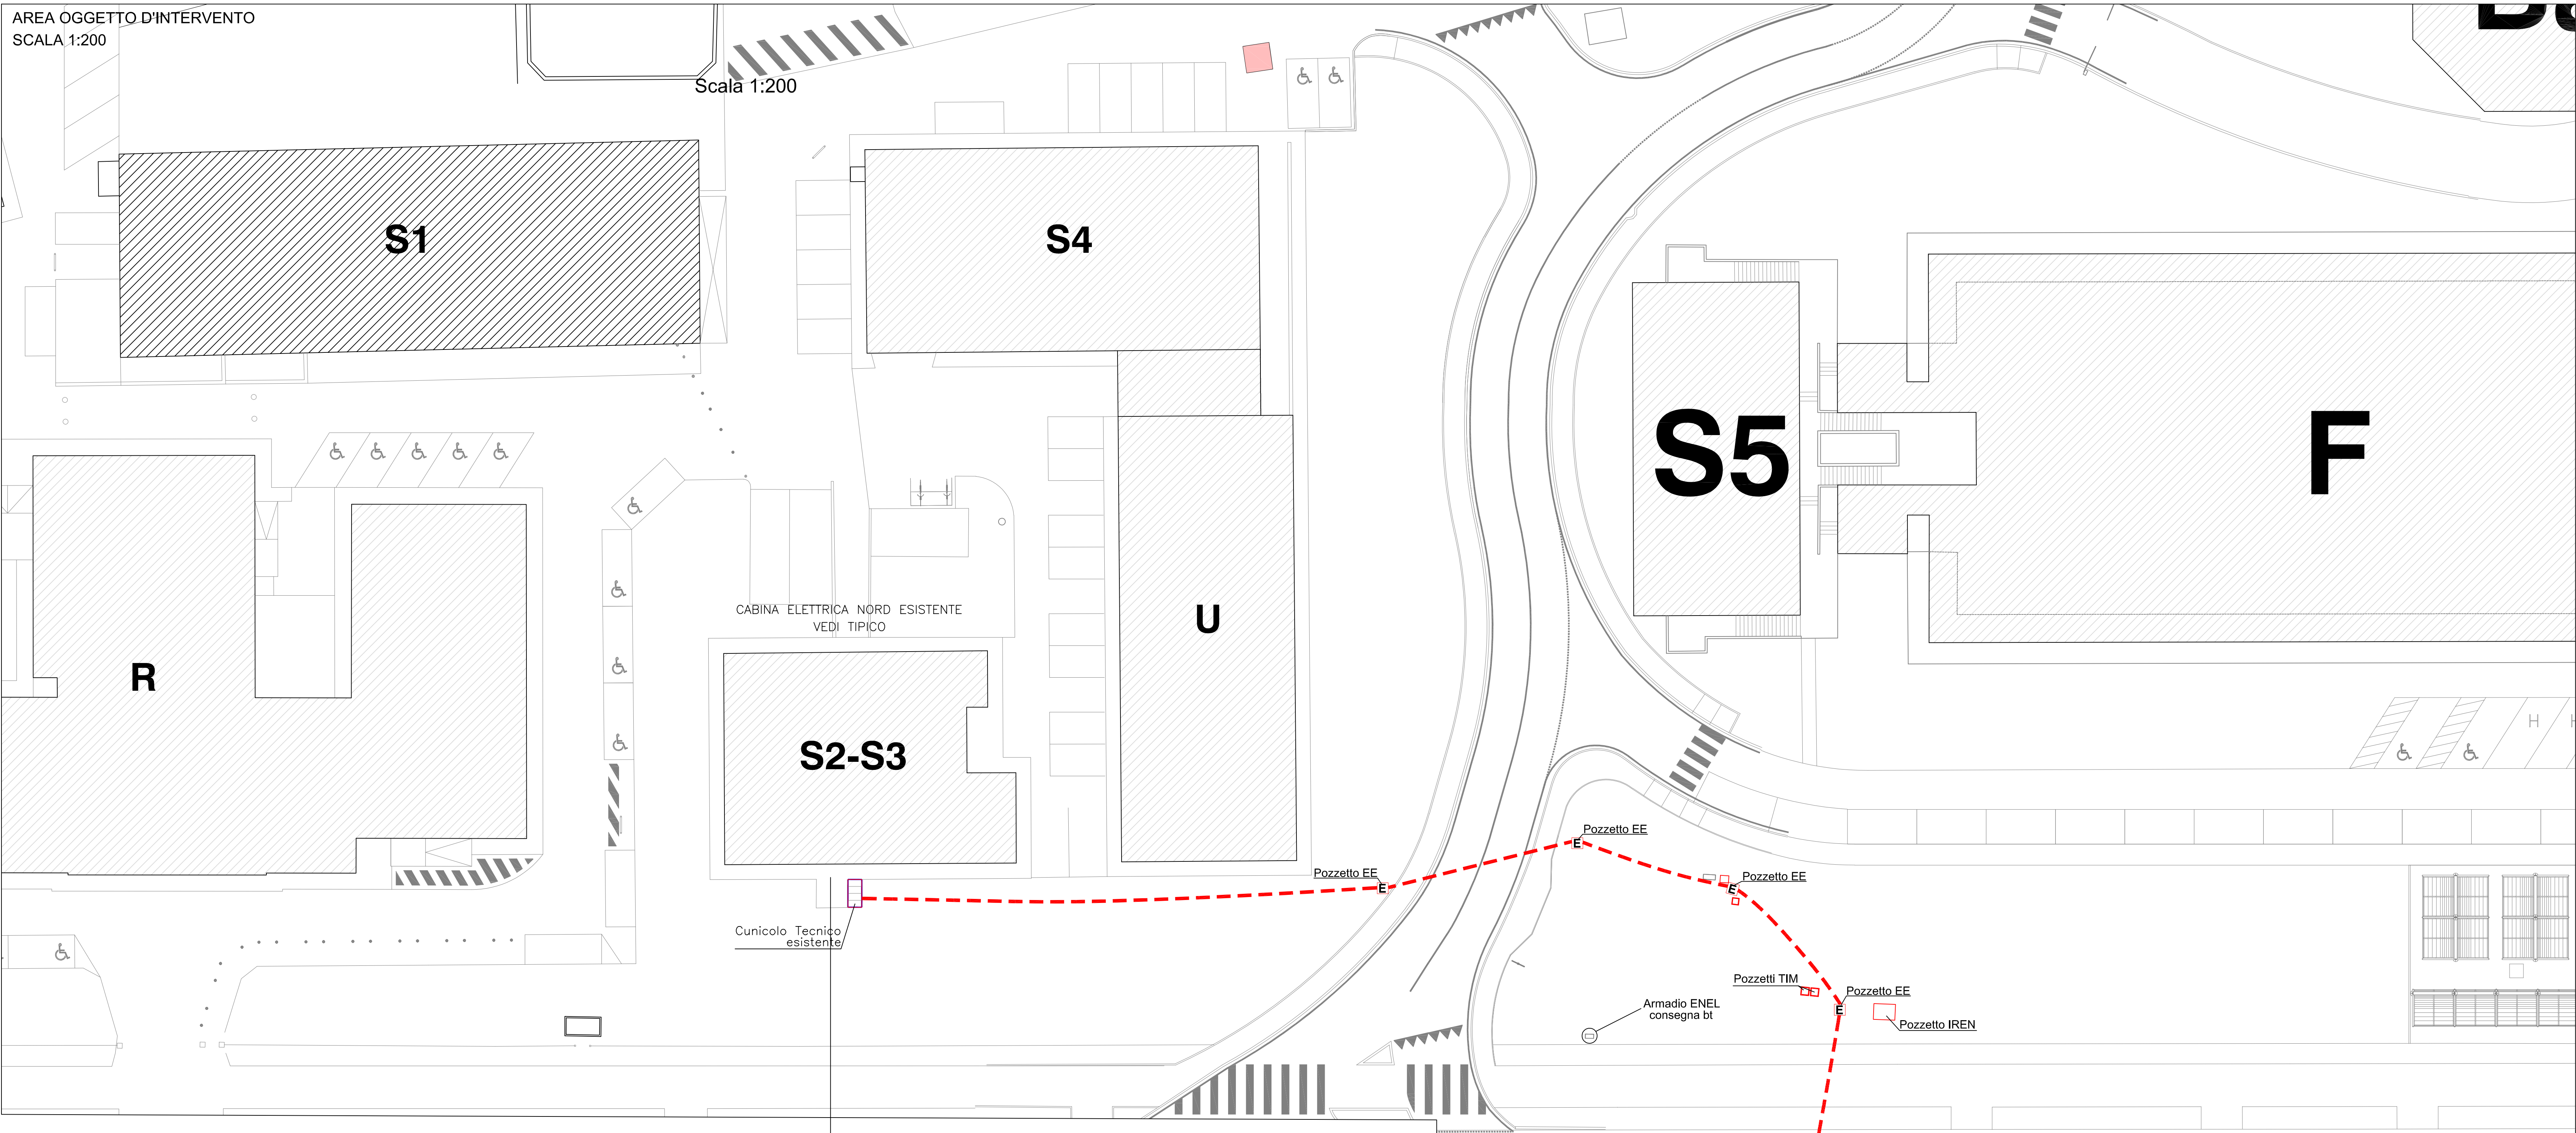 AREA OGGETTO D'INTERVENTO
SCALA 1:200
Scala 1:200
S1
S4
S5
F
R
CABINA ELETTRICA NORD ESISTENTE
VEDI TIPICO
U
S2-S3
Pozzetto EE
E
Pozzetto EE
E
Pozzetto EE
E
Cunicolo Tecnico
esistente
Pozzetti TIM
Pozzetto EE
E
Armadio ENEL
consegna bt
Pozzetto IREN
H